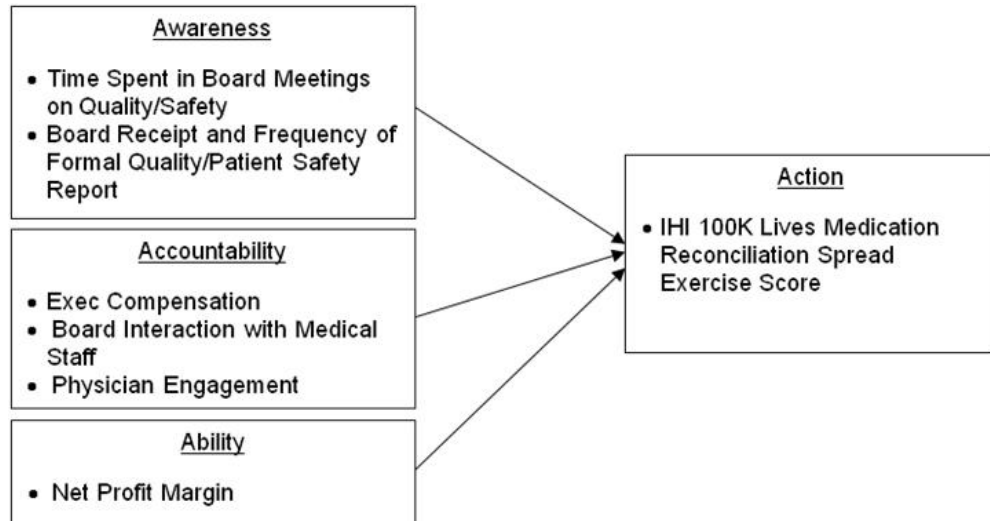 Awareness
• Time Spent in Board Meetings
on Quality/Safety
• Board Receipt and Frequency of
Formal Quality/Patient Safety
Report
Accountability
• Exec Compensation
• Board Interaction with Medical
Staff
• Physician Engagement
Ability
• Net Profit Margin
Action
• IHI 100K Lives Medication
Reconciliation Spread
Exercise Score